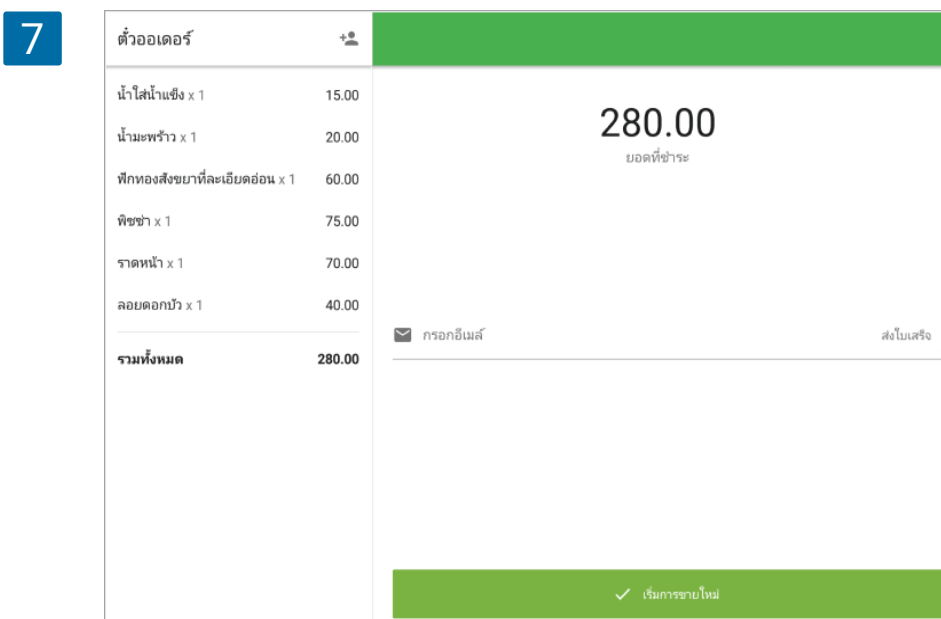 7
ตั๋วออเดอร์
น้ำใส่น้ำแข็ง x 1 15.00
น้ำมะพร้าว x 1 20.00
ฟักทองสังขยาที่ละเอียดอ่อน x 1 60.00
พิซซ่า x 1 75.00
ราดหน้า x 1 70.00
ลอยดอกบัว x 1 40.00
รวมทั้งหมด 280.00
280.00
ยอดที่ชำระ
กรอกอีเมล์ ส่งใบเสร็จ
เริ่มการขายใหม่